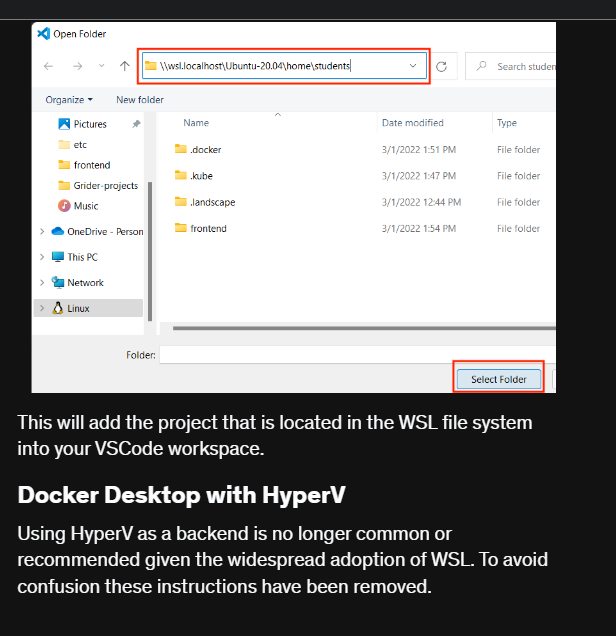 Open Folder
\\wsl.localhost\Ubuntu-20.04\home\students
Search studen
Organize
New folder
Pictures
etc
frontend
Grider-projects
Music
OneDrive - Person
This PC
Network
Linux
Name Date modified Type
.docker 3/1/2022 1:51 PM File folder
.kube 3/1/2022 1:47 PM File folder
.landscape 3/1/2022 12:44 PM File folder
frontend 3/1/2022 1:54 PM File folder
Folder:
Select Folder
This will add the project that is located in the WSL file system
into your VSCode workspace.
Docker Desktop with HyperV
Using HyperV as a backend is no longer common or
recommended given the widespread adoption of WSL. To avoid
confusion these instructions have been removed.